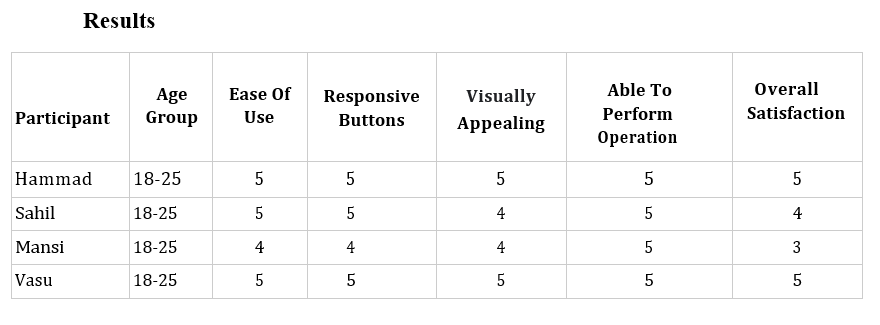 Results
Participant Age Group Ease Of Use Responsive Buttons Visually Appealing Able To Perform Operation Overall Satisfaction
Hammad 18-25 5 5 5 5 5
Sahil 18-25 5 5 4 5 4
Mansi 18-25 4 4 4 5 3
Vasu 18-25 5 5 5 5 5